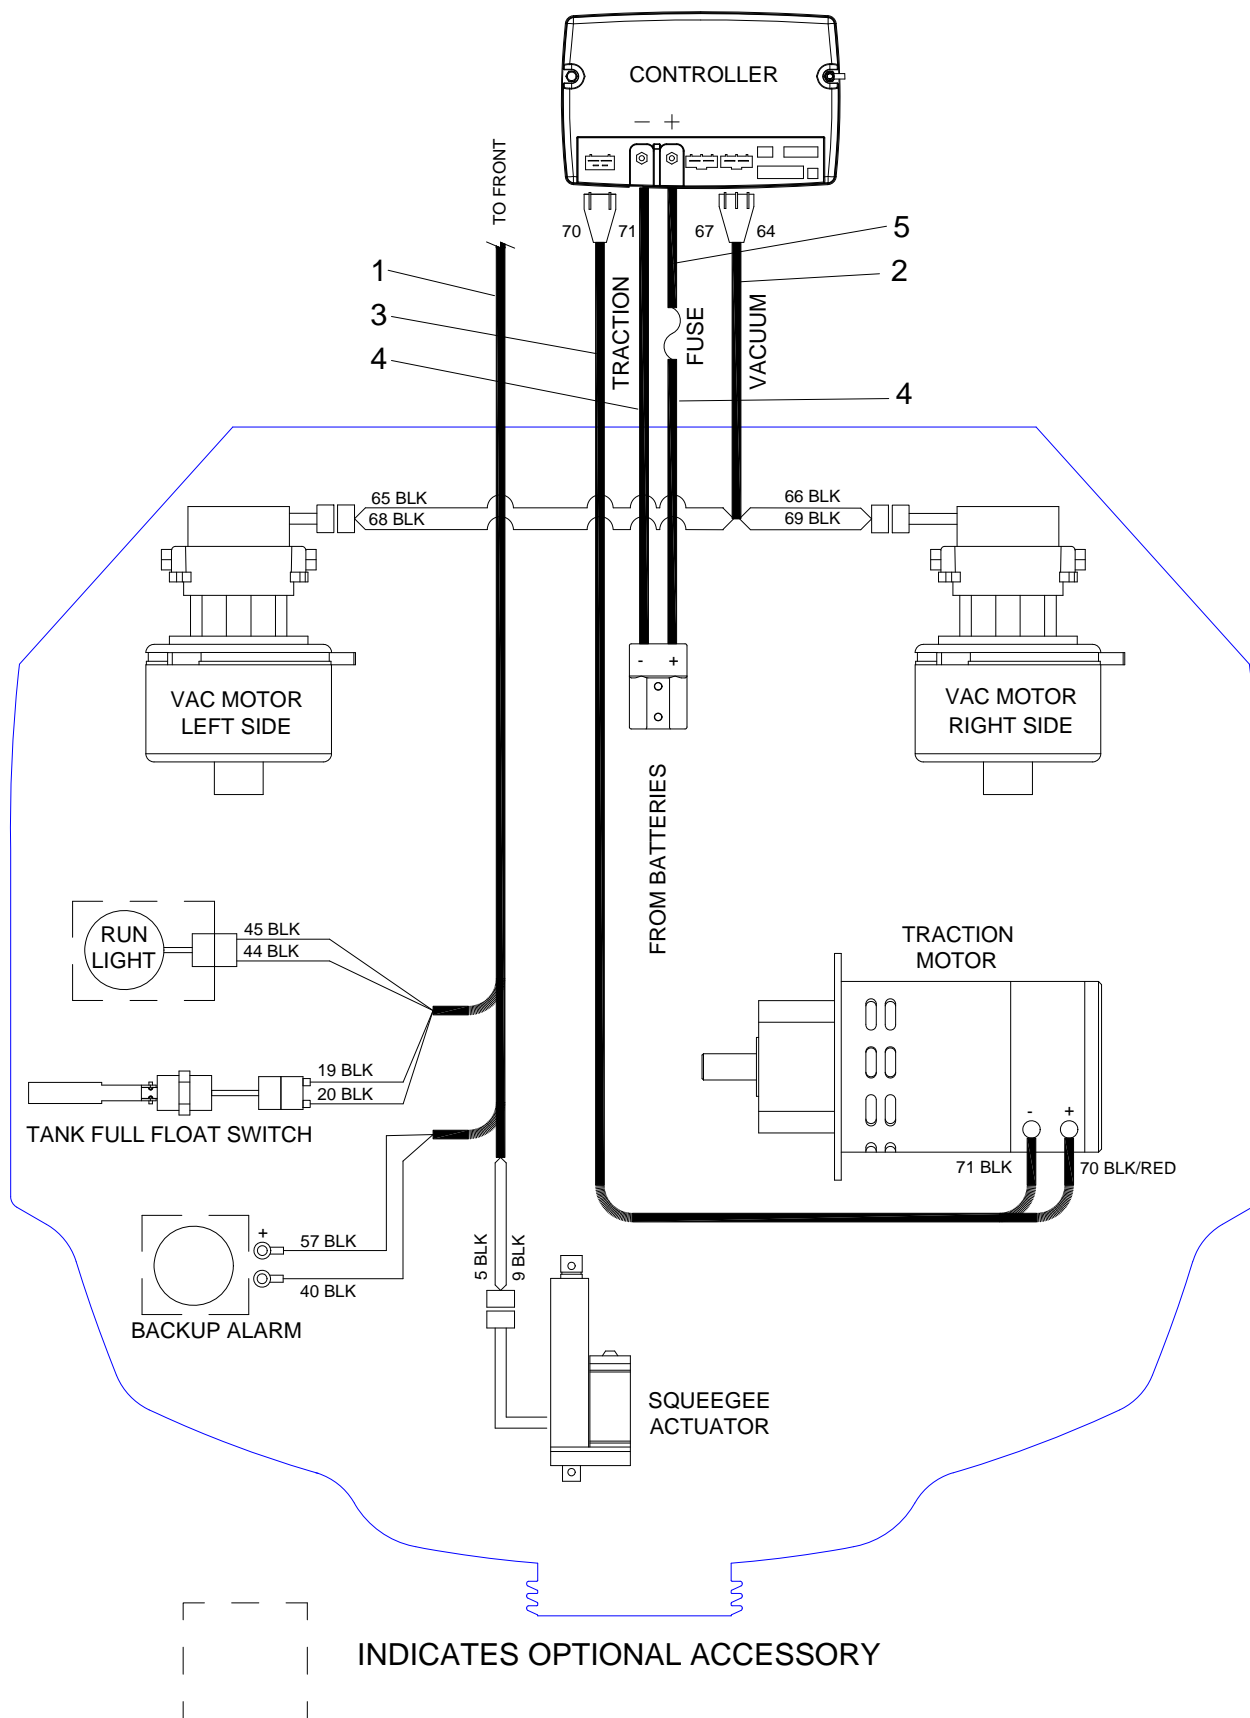 CONTROLLER
— +
TO FRONT
70
71
67
64
5
1
2
3
TRACTION
FUSE
VACUUM
4
4
65 BLK
66 BLK
68 BLK
69 BLK
- +
VAC MOTOR
LEFT SIDE
VAC MOTOR
RIGHT SIDE
FROM BATTERIES
RUN
LIGHT
45 BLK
44 BLK
TRACTION
MOTOR
19 BLK
20 BLK
TANK FULL FLOAT SWITCH
- +
71 BLK
70 BLK/RED
+
57 BLK
40 BLK
5 BLK
9 BLK
BACKUP ALARM
SQUEEGEE
ACTUATOR
INDICATES OPTIONAL ACCESSORY